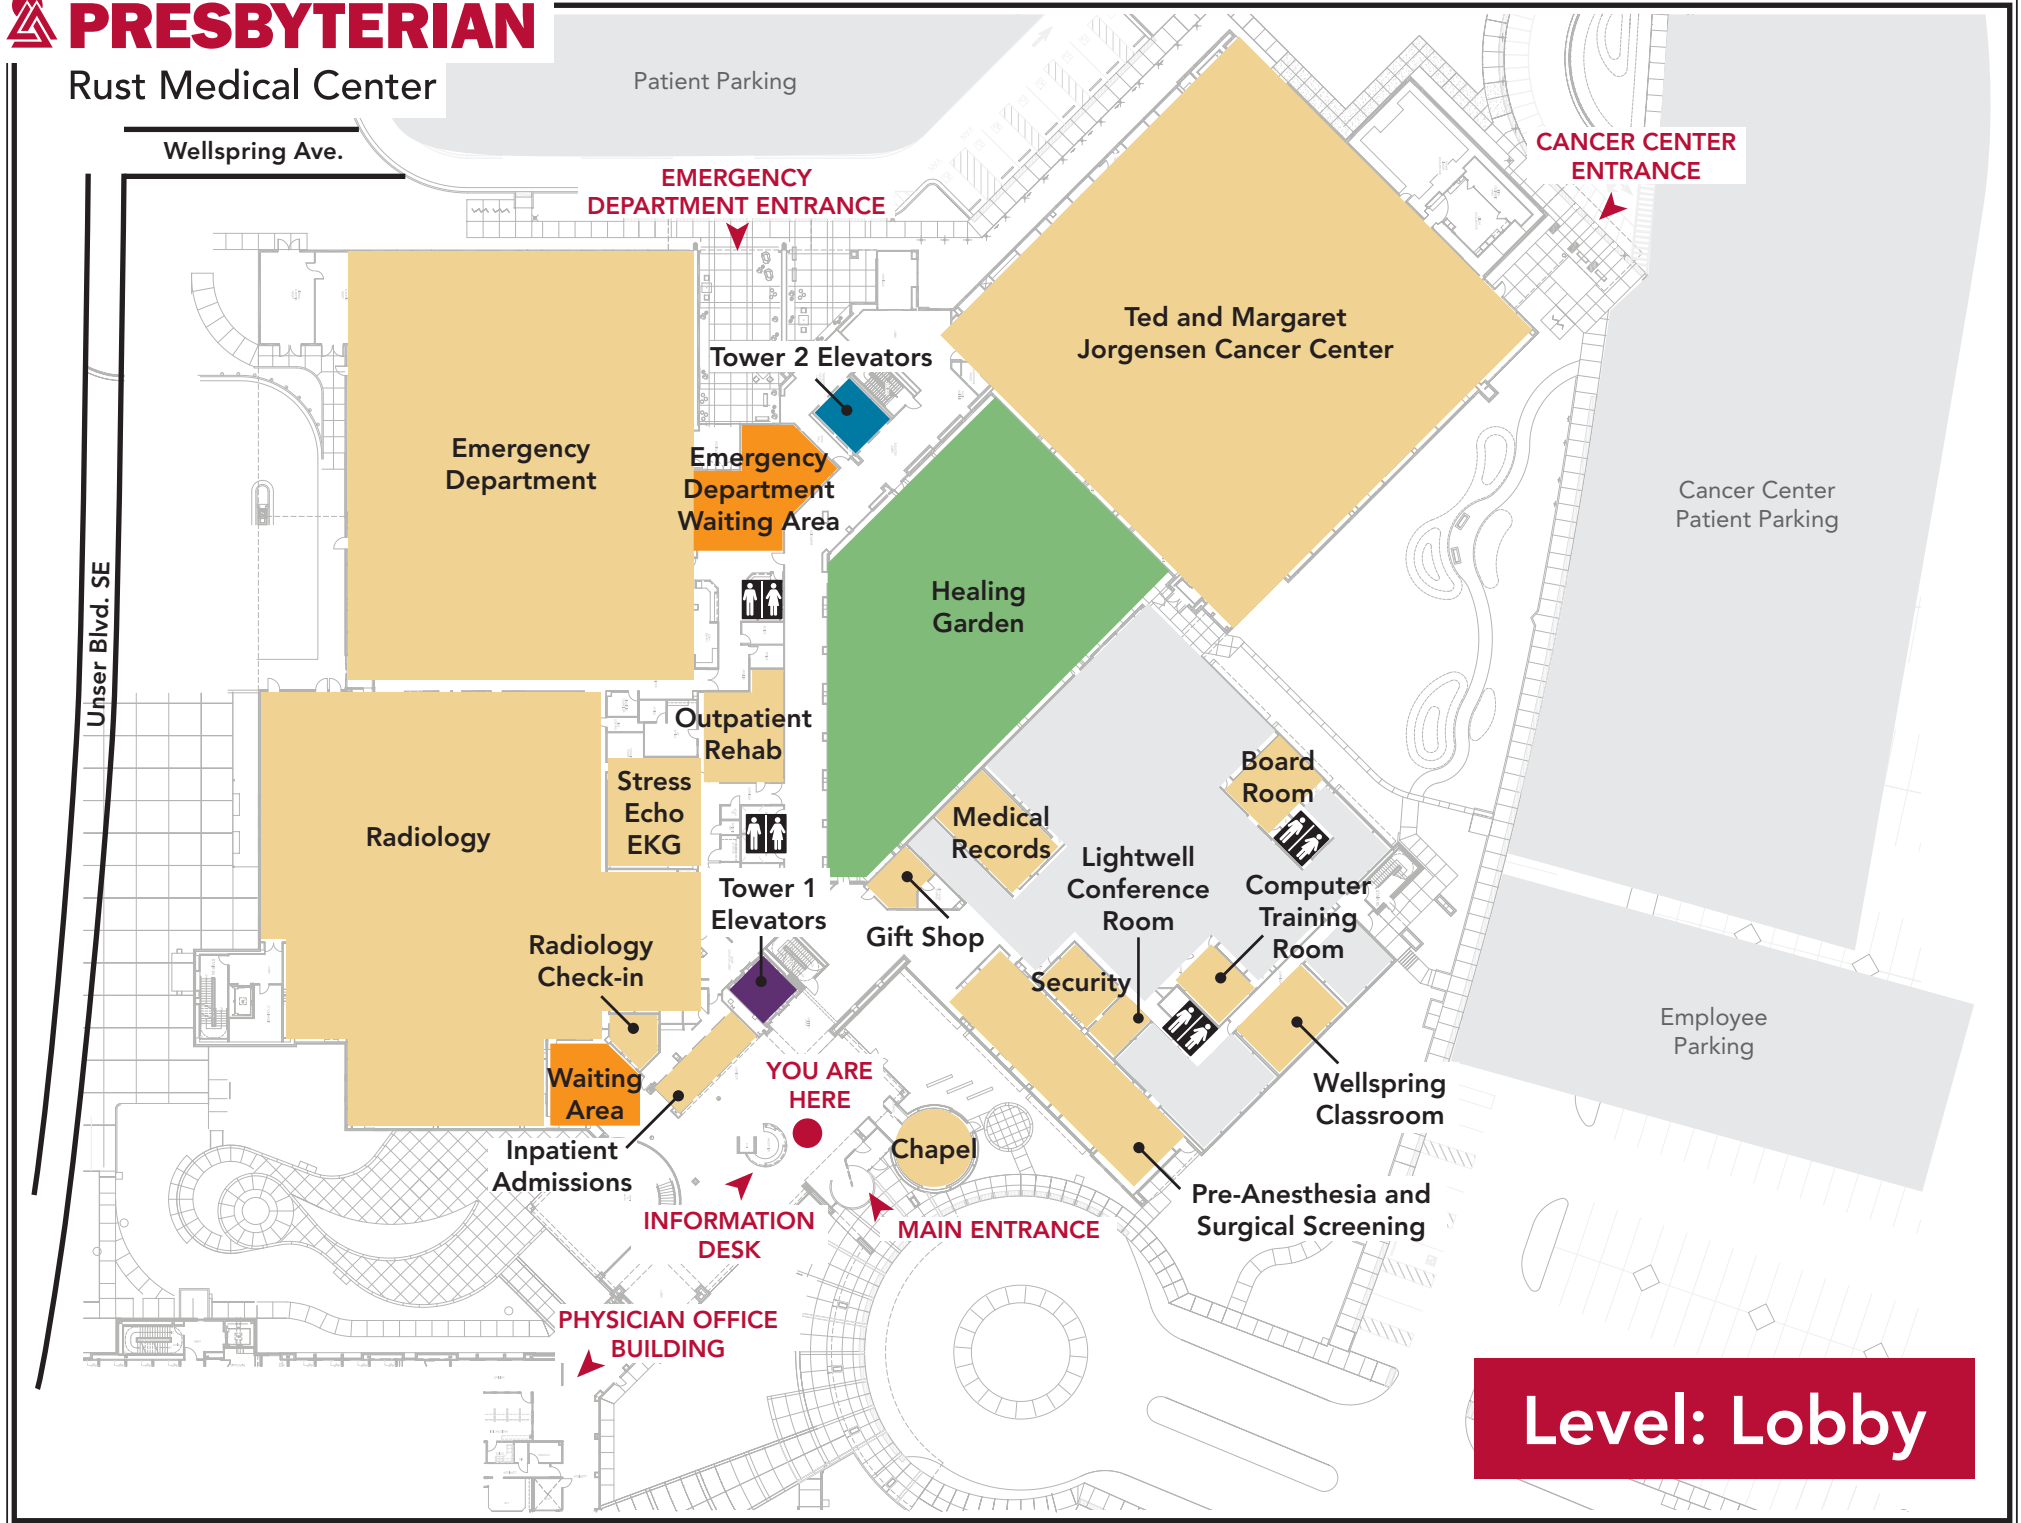 PRESBYTERIAN
Rust Medical Center
Patient Parking
Wellspring Ave.
CANCER CENTER
ENTRANCE
EMERGENCY
DEPARTMENT ENTRANCE
Ted and Margaret
Jorgensen Cancer Center
Tower 2 Elevators
Emergency
Department
Emergency
Department
Waiting Area
Cancer Center
Patient Parking
Healing
Garden
Unser Blvd. SE
Outpatient
Rehab
Stress
Echo
EKG
Board
Room
Radiology
Medical
Records
Lightwell
Conference
Room
Computer
Training
Room
Tower 1
Elevators
Gift Shop
Radiology
Check-in
Security
Employee
Parking
YOU ARE
HERE
Waiting
Area
Wellspring
Classroom
Inpatient
Admissions
Chapel
Pre-Anesthesia and
Surgical Screening
INFORMATION
DESK
MAIN ENTRANCE
PHYSICIAN OFFICE
BUILDING
Level: Lobby